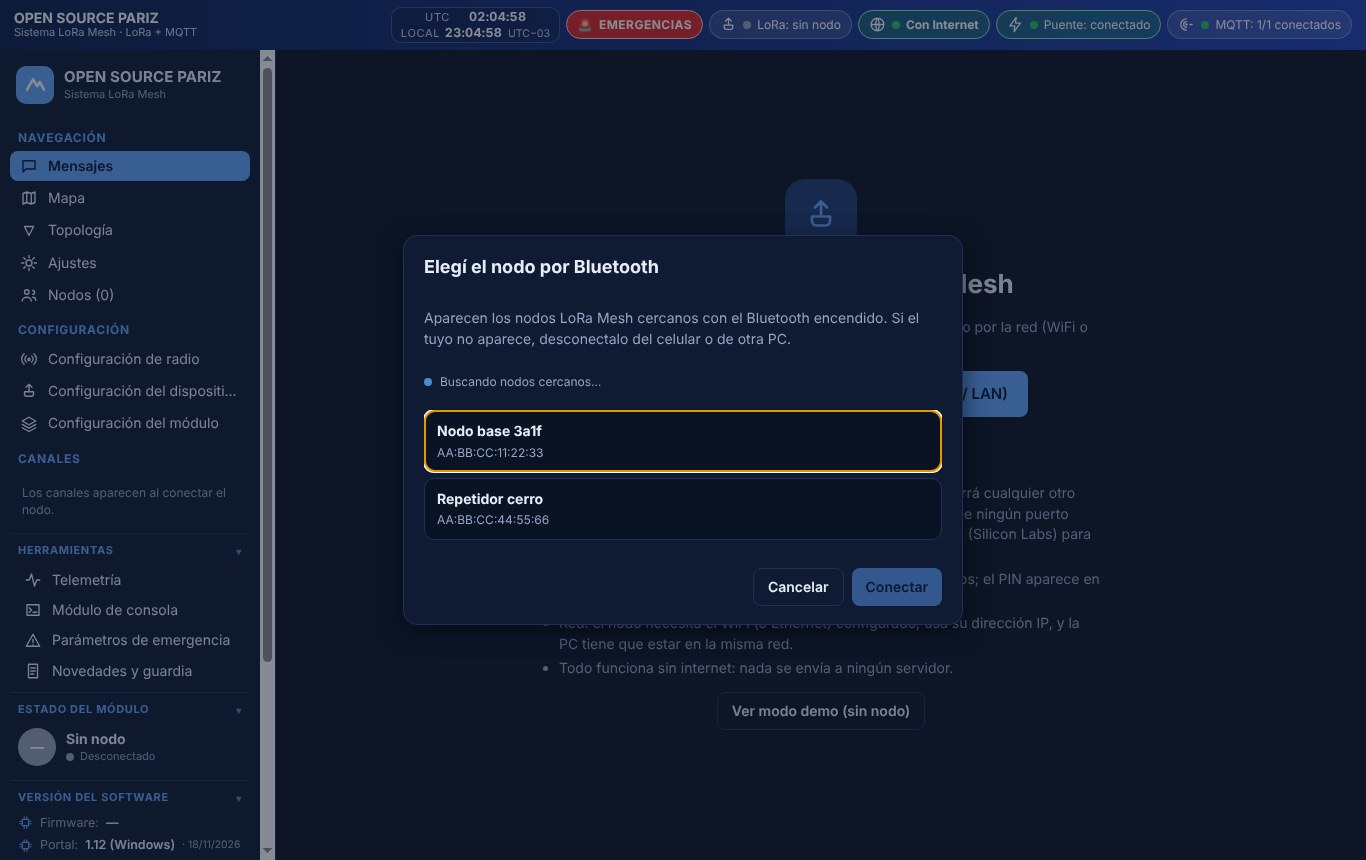 OPEN SOURCE PARIZ
Sistema LoRa Mesh · LoRa + MQTT
UTC 02:04:58
LOCAL 23:04:58 UTC−03
EMERGENCIAS
LoRa: sin nodo
Con Internet
Puente: conectado
MQTT: 1/1 conectados
OPEN SOURCE PARIZ
Sistema LoRa Mesh
NAVEGACIÓN
Mensajes
Mapa
Topología
Ajustes
Nodos (0)
CONFIGURACIÓN
Configuración de radio
Configuración del dispositi...
Configuración del módulo
CANALES
Los canales aparecen al conectar el
nodo.
HERRAMIENTAS
Telemetría
Módulo de consola
Parámetros de emergencia
Novedades y guardia
ESTADO DEL MÓDULO
—
Sin nodo
Desconectado
VERSIÓN DEL SOFTWARE
Firmware: —
Portal: 1.12 (Windows) · 18/11/2026
Elegí el nodo por Bluetooth
Aparecen los nodos LoRa Mesh cercanos con el Bluetooth encendido. Si el
tuyo no aparece, desconectalo del celular o de otra PC.
Buscando nodos cercanos...
Nodo base 3a1f
AA:BB:CC:11:22:33
Repetidor cerro
AA:BB:CC:44:55:66
Cancelar
Conectar
esh
o por la red (WiFi o
/ LAN)
rrá cualquier otro
e ningún puerto
(Silicon Labs) para
os; el PIN aparece en
su dirección IP, y la
PC tiene que estar en la misma red.
Todo funciona sin internet: nada se envía a ningún servidor.
Ver modo demo (sin nodo)